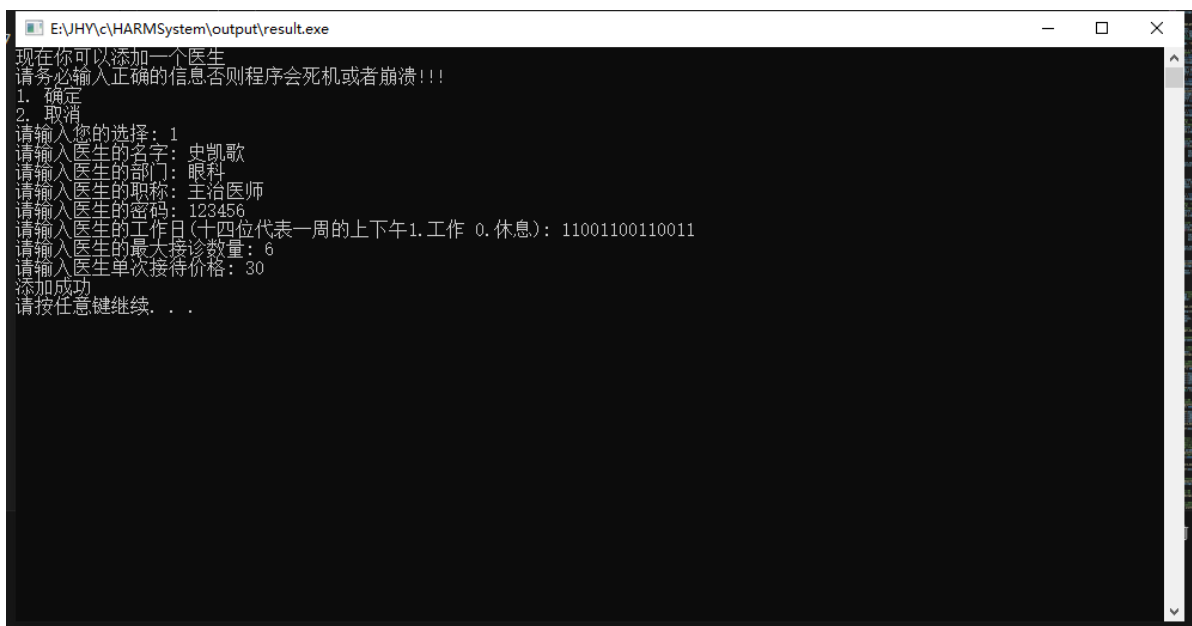 E:\JHY\c\HARMSystem\output\result.exe
现在你可以添加一个医生
请务必输入正确的信息否则程序会死机或者崩溃!!!
1. 确定
2. 取消
请输入您的选择: 1
请输入医生的名字: 史凯歌
请输入医生的部门: 眼科
请输入医生的职称: 主治医师
请输入医生的密码: 123456
请输入医生的工作日(十四位代表一周的上下午1.工作 0.休息): 11001100110011
请输入医生的最大接诊数量: 6
请输入医生单次接待价格: 30
添加成功
请按任意键继续. . .